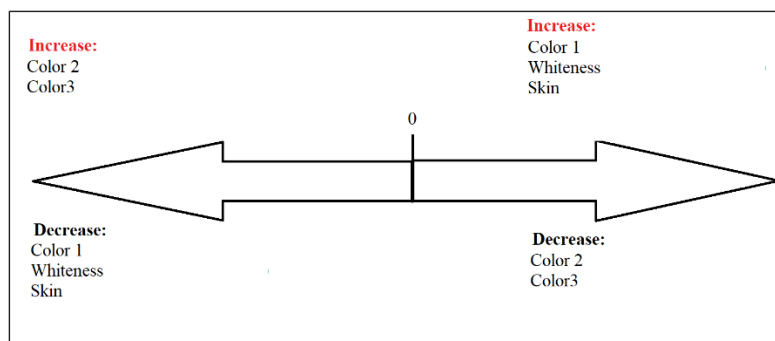 Increase:
Color 2
Color3
Increase:
Color 1
Whiteness
Skin
0
Decrease:
Color 1
Whiteness
Skin
Decrease:
Color 2
Color3